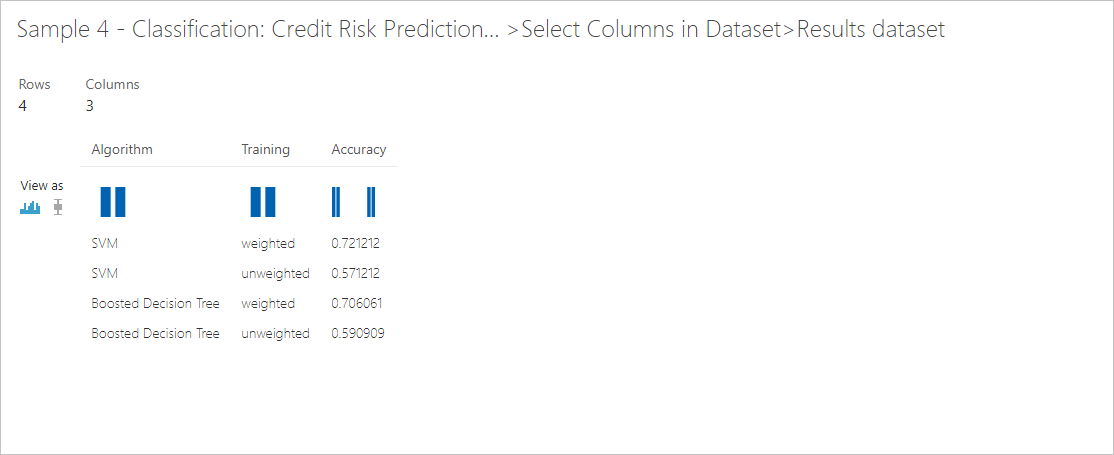 Sample 4 - Classification: Credit Risk Prediction... >Select Columns in Dataset>Results dataset
Rows Columns
4 3
Algorithm Training Accuracy
View as
SVM weighted 0.721212
SVM unweighted 0.571212
Boosted Decision Tree weighted 0.706061
Boosted Decision Tree unweighted 0.590909